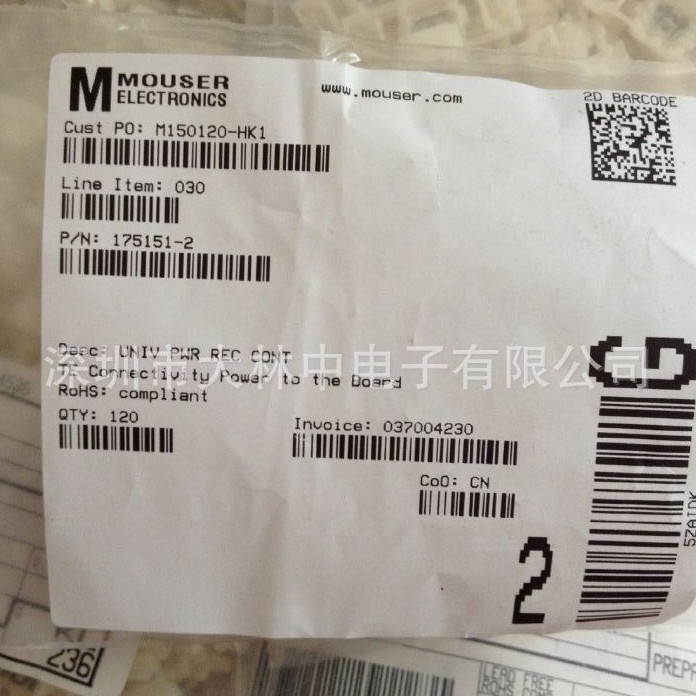 M MOUSER
ELECTRONICS
www.mouser.com
2D BARCODE
Cust PO: M150120-HK1
Line Item: 030
P/N: 175151-2
Desc: UNIV PWR REC CONT
深圳市大林中电子有限公司
TE Connectivity Power to the Board
RoHS: compliant
QTY: 120
Invoice: 037004230
CoO: CN
G
2
5ZAIDK
236
LEAD FREE
PREPA